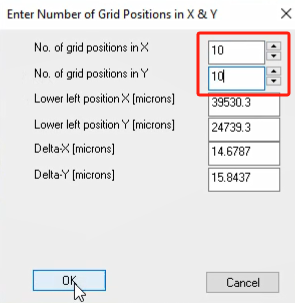 Enter Number of Grid Positions in X & Y
No. of grid positions in X 10
No. of grid positions in Y 10
Lower left position X [microns] 39530.3
Lower left position Y [microns] 24739.3
Delta-X [microns] 14.6787
Delta-Y [microns] 15.8437
OK Cancel